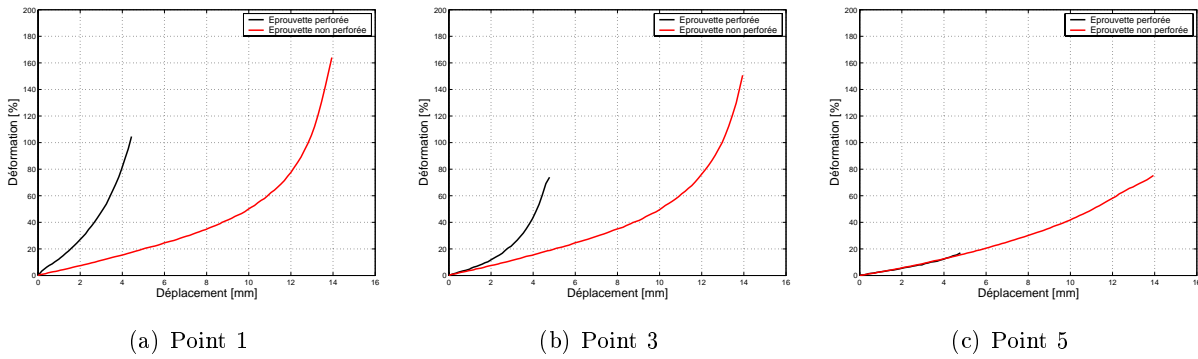 200
180
160
140
120
100
80
60
40
20
0
0 2 4 6 8 10 12 14 16
Déformation [%]
Déplacement [mm]
Eprouvette perforée
Eprouvette non perforée
(a) Point 1
200
180
160
140
120
100
80
60
40
20
0
0 2 4 6 8 10 12 14 16
Déformation [%]
Déplacement [mm]
Eprouvette perforée
Eprouvette non perforée
(b) Point 3
200
180
160
140
120
100
80
60
40
20
0
0 2 4 6 8 10 12 14 16
Déformation [%]
Déplacement [mm]
Eprouvette perforée
Eprouvette non perforée
(c) Point 5